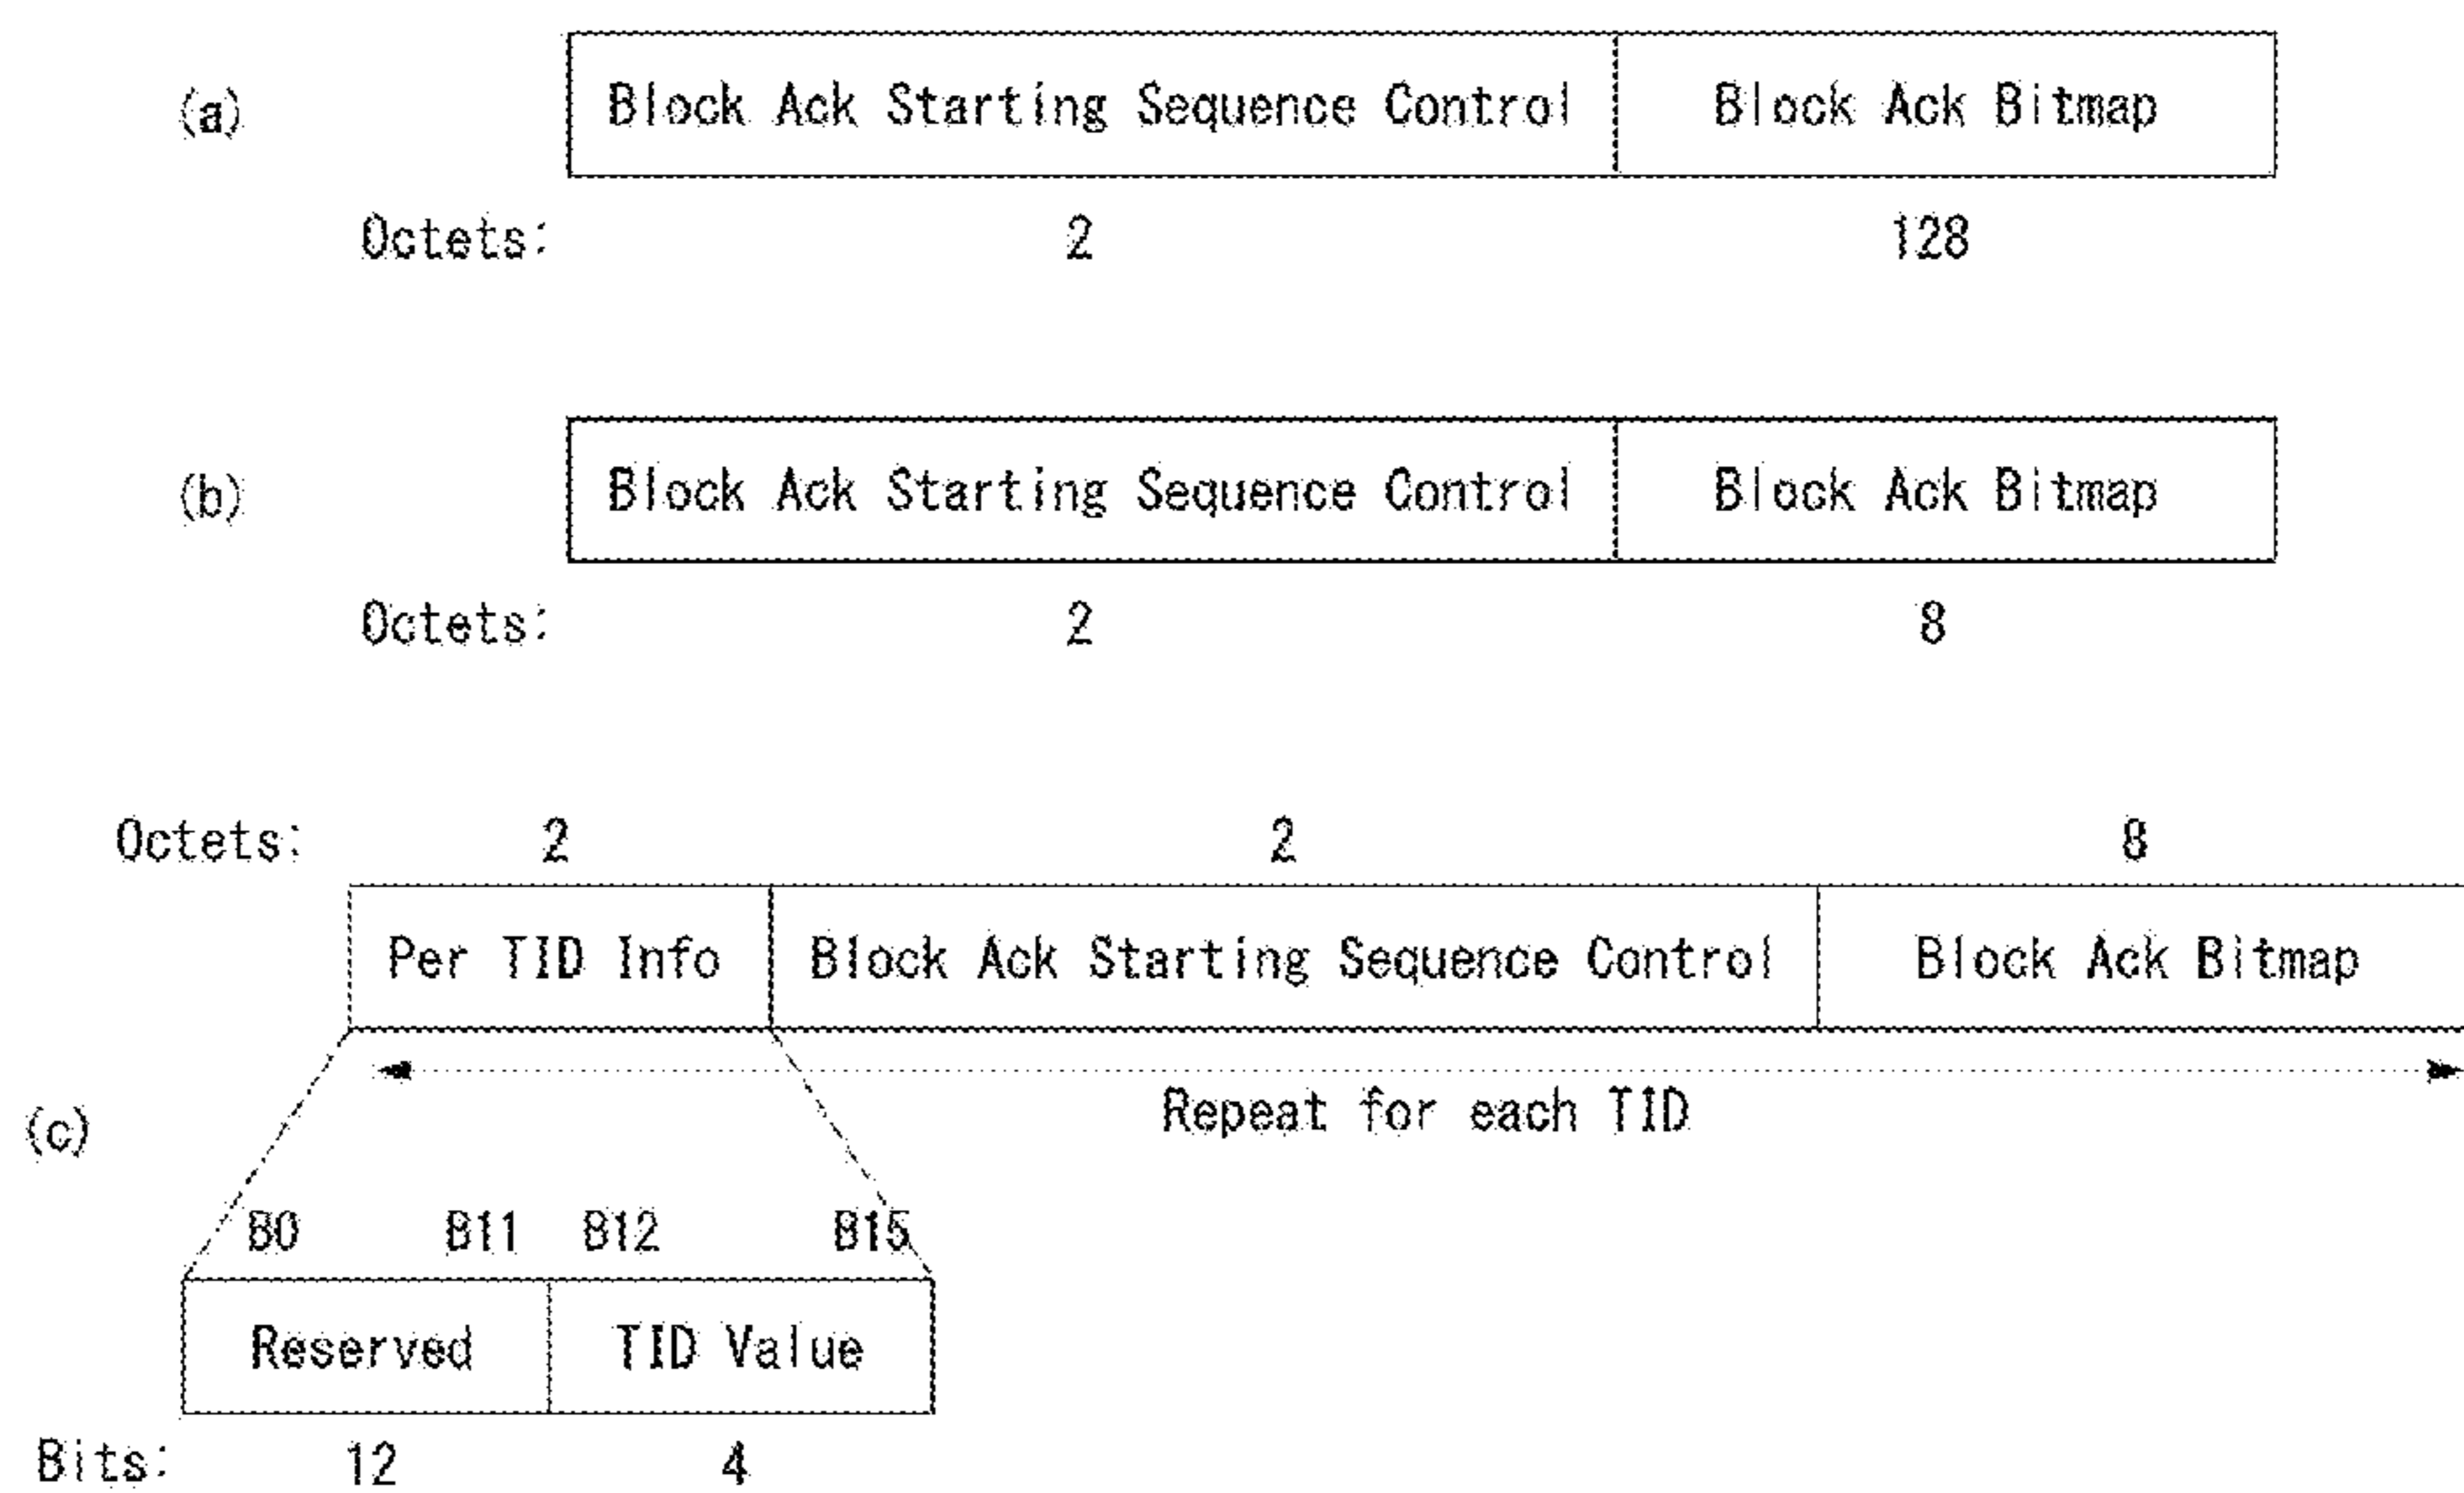 (a) Block Ack Starting Sequence Control Block Ack Bitmap
Octets: 2 128
(b) Block Ack Starting Sequence Control Block Ack Bitmap
Octets: 2 8
Octets: 2 2 8
Per TID Info Block Ack Starting Sequence Control Block Ack Bitmap
Repeat for each TID
(c)
B0 B11 B12 B15
Reserved TID Value
Bits: 12 4